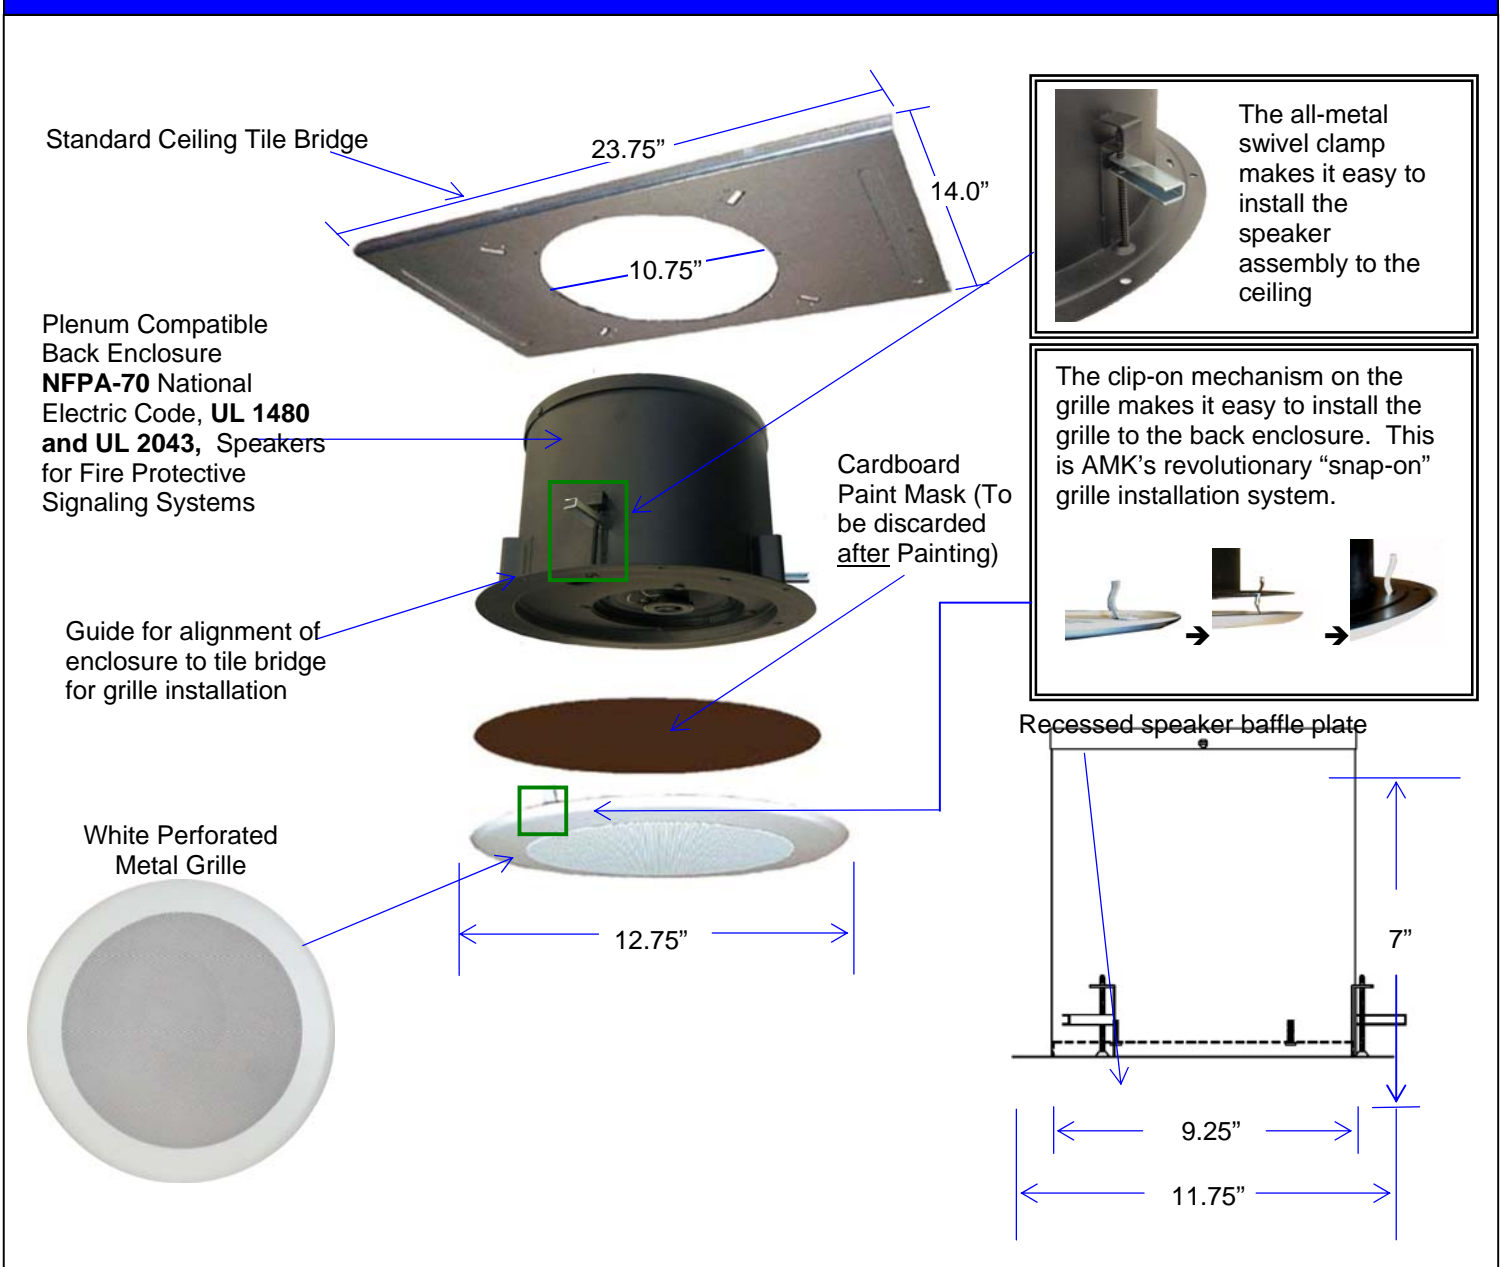 Standard Ceiling Tile Bridge
23.75”
14.0”
10.75”
The all-metal
swivel clamp
makes it easy to
install the
speaker
assembly to the
ceiling
Plenum Compatible
Back Enclosure
NFPA-70 National
Electric Code, UL 1480
and UL 2043, Speakers
for Fire Protective
Signaling Systems
The clip-on mechanism on the
grille makes it easy to install the
grille to the back enclosure. This
is AMK’s revolutionary “snap-on”
grille installation system.
Cardboard
Paint Mask (To
be discarded
after Painting)
Guide for alignment of
enclosure to tile bridge
for grille installation
Recessed speaker baffle plate
White Perforated
Metal Grille
12.75”
7”
9.25”
11.75”